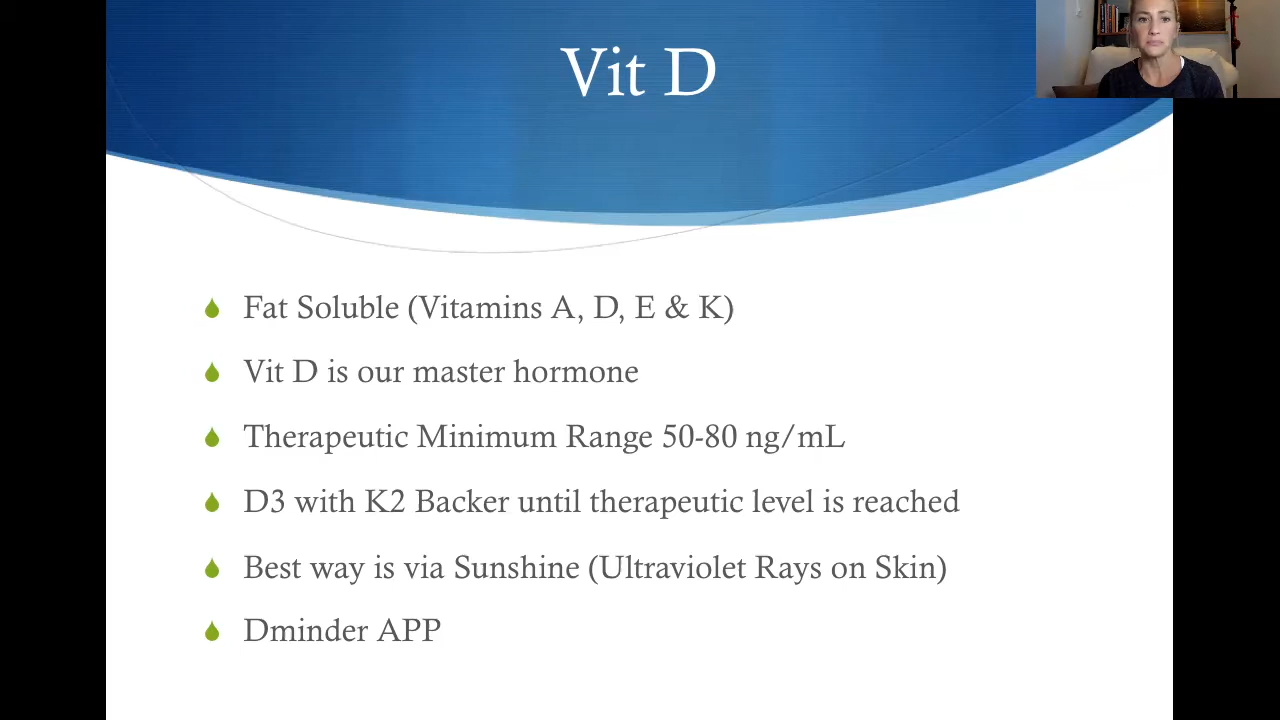 Vit D
Fat Soluble (Vitamins A, D, E & K)
Vit D is our master hormone
Therapeutic Minimum Range 50-80 ng/mL
D3 with K2 Backer until therapeutic level is reached
Best way is via Sunshine (Ultraviolet Rays on Skin)
Dminder APP